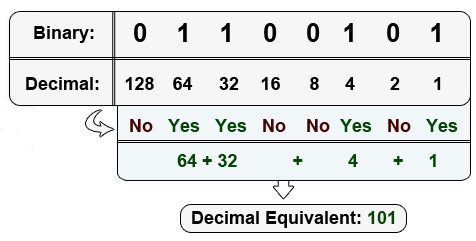 Binary: 0 1 1 0 0 1 0 1
Decimal: 128 64 32 16 8 4 2 1
No Yes Yes No No Yes No Yes
64 + 32 + 4 + 1
Decimal Equivalent: 101